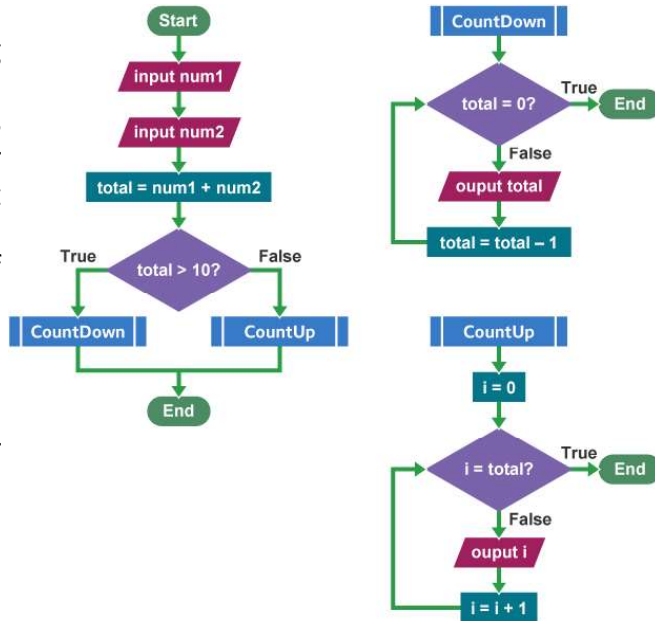 Start
input num1
input num2
total = num1 + num2
total > 10?
True
False
CountDown
CountUp
End
CountDown
total = 0?
True
End
False
ouput total
total = total – 1
CountUp
i = 0
i = total?
True
End
False
ouput i
i = i + 1